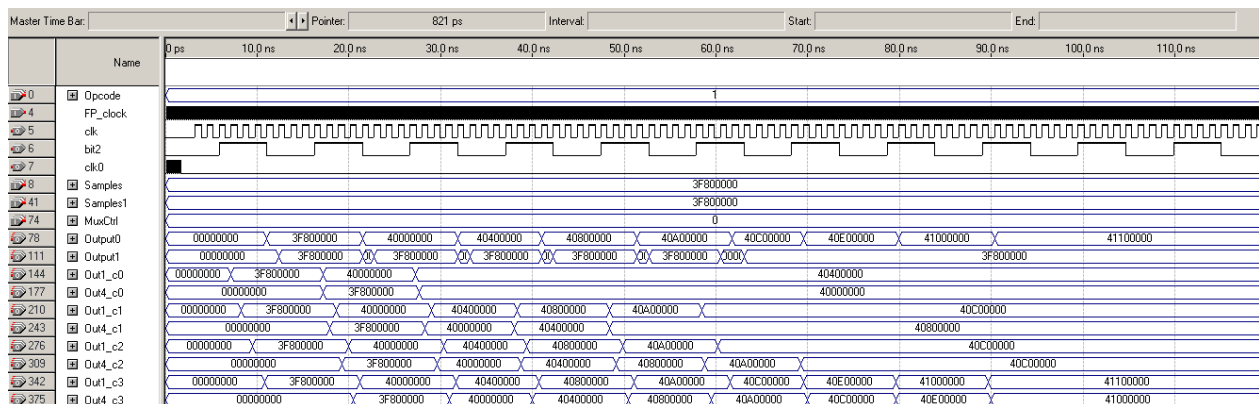 Master Time Bar: Pointer: 821 ps Interval: Start: End:
Name 0 ps 10.0 ns 20.0 ns 30.0 ns 40.0 ns 50.0 ns 60.0 ns 70.0 ns 80.0 ns 90.0 ns 100.0 ns 110.0 ns
0 Opcode 1
4 FP_clock
5 clk
6 bit2
7 clk0
8 Samples 3F800000
41 Samples1 3F800000
74 MuxCtrl 0
78 Output0 00000000 3F800000 40000000 40400000 40800000 40A00000 40C00000 40E00000 41000000 41100000
111 Output1 00000000 3F800000 3F800000 3F800000 3F800000 3F800000 3F800000
144 Out1_c0 00000000 3F800000 40000000 40400000
177 Out4_c0 00000000 3F800000 40000000
210 Out1_c1 00000000 3F800000 40000000 40400000 40800000 40A00000 40C00000
243 Out4_c1 00000000 3F800000 40000000 40400000 40800000
276 Out1_c2 00000000 3F800000 40000000 40400000 40800000 40A00000 40C00000
309 Out4_c2 00000000 3F800000 40000000 40400000 40800000 40A00000 40C00000
342 Out1_c3 00000000 3F800000 40000000 40400000 40800000 40A00000 40C00000 40E00000 41000000 41100000
375 Out4_c3 00000000 3F800000 40000000 40400000 40800000 40A00000 40C00000 40E00000 41000000